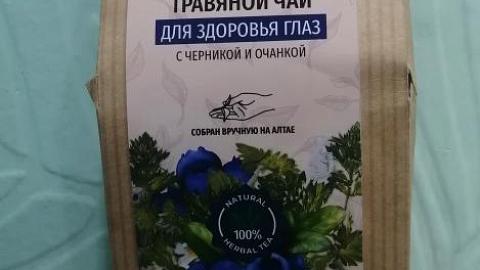 ТРАВЯНОЙ ЧАЙ
ДЛЯ ЗДОРОВЬЯ ГЛАЗ
С ЧЕРНИКОЙ И ОЧАНКОЙ
СОБРАН ВРУЧНУЮ НА АЛТАЕ
NATURAL
100%
HERBAL TEA